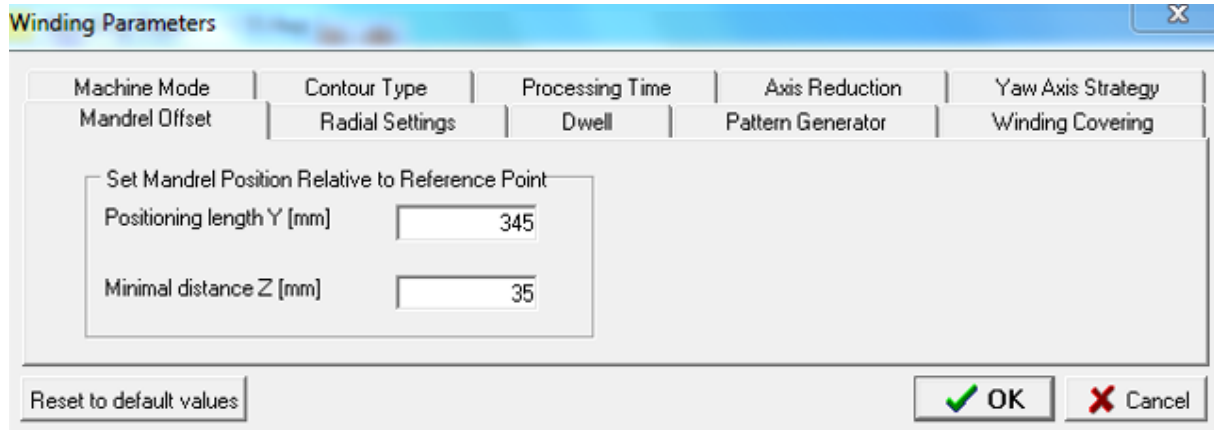 Winding Parameters
Machine Mode Contour Type Processing Time Axis Reduction Yaw Axis Strategy
Mandrel Offset Radial Settings Dwell Pattern Generator Winding Covering
Set Mandrel Position Relative to Reference Point
Positioning length Y [mm] 345
Minimal distance Z [mm] 35
Reset to default values OK Cancel